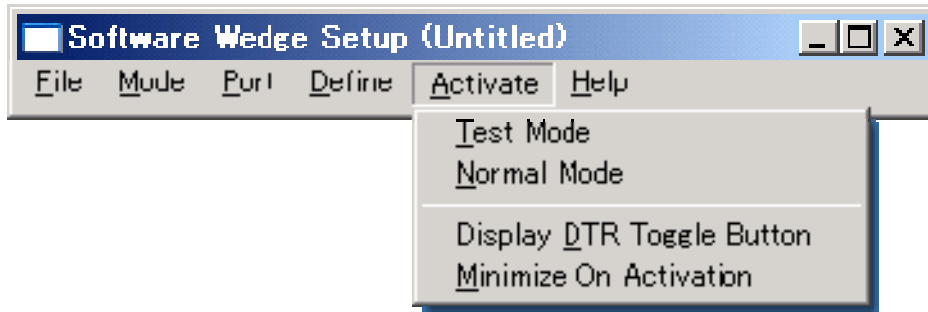 Software Wedge Setup (Untitled)
File Mode Port Define Activate Help
Test Mode
Normal Mode
Display DTR Toggle Button
Minimize On Activation